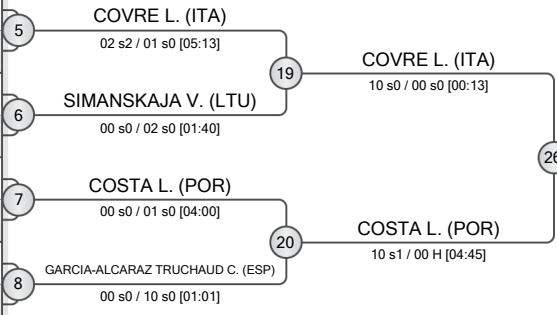 5
COVRE L. (ITA)
02 s2 / 01 s0 [05:13]
19
COVRE L. (ITA)
10 s0 / 00 s0 [00:13]
6
SIMANSKAJA V. (LTU)
00 s0 / 02 s0 [01:40]
26
7
COSTA L. (POR)
00 s0 / 01 s0 [04:00]
20
COSTA L. (POR)
10 s1 / 00 H [04:45]
8
GARCIA-ALCARAZ TRUCHAUD C. (ESP)
00 s0 / 10 s0 [01:01]